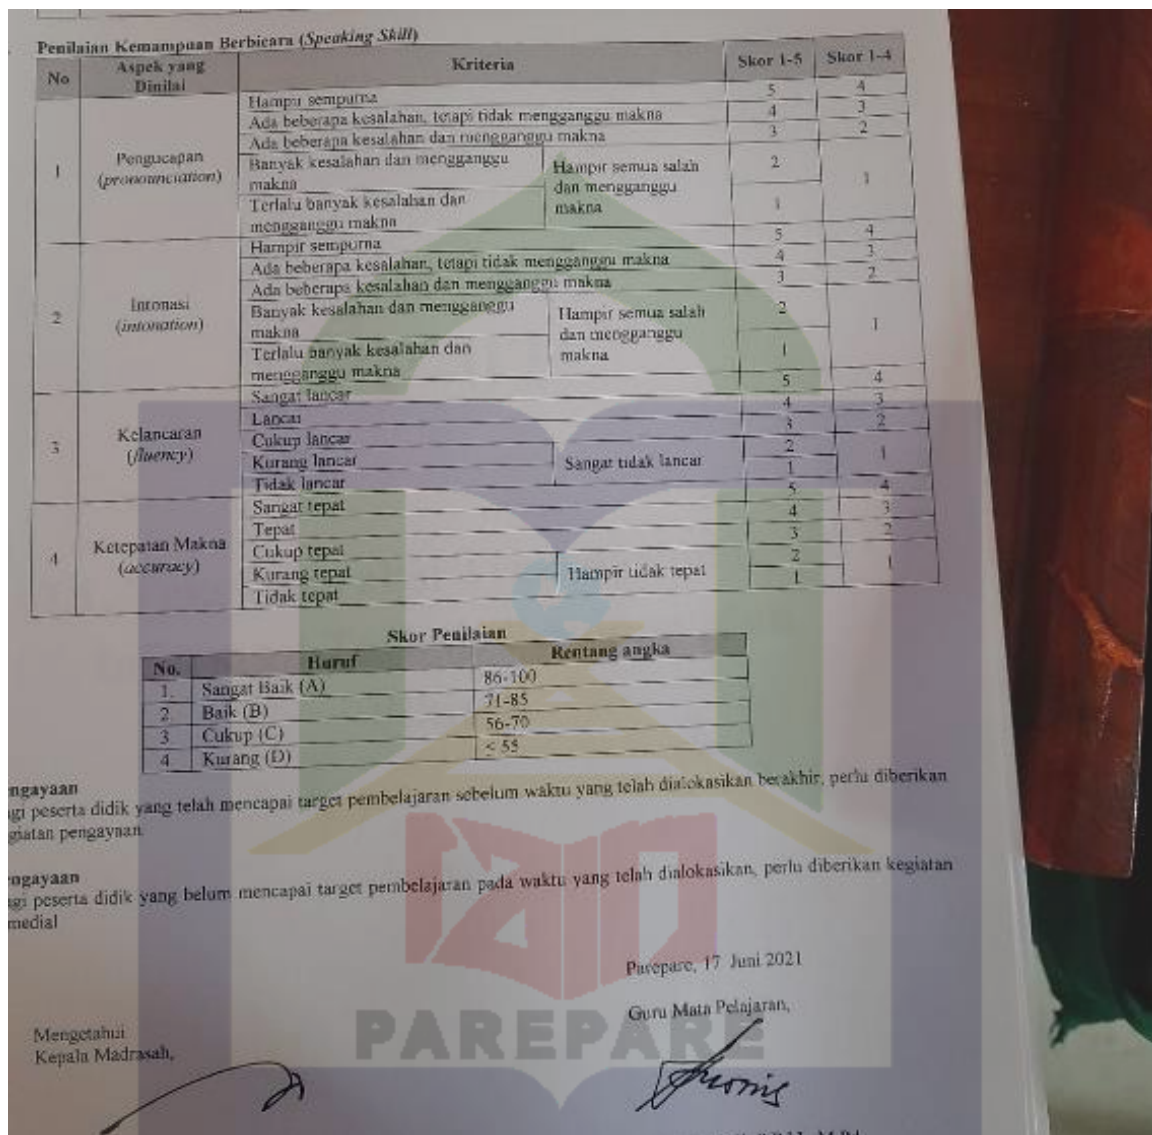 Penilaian Kemampuan Berbicara (Speaking Skill)
No Aspek yang Dinilai Kriteria Skor 1-5 Skor 1-4
1 Pengucapan (pronounciation)
Hampir sempurna 5 4
Ada beberapa kesalahan, tetapi tidak mengganggu makna 4 3
Ada beberapa kesalahan dan mengganggu makna 3 2
Banyak kesalahan dan mengganggu makna 2
Hampir semua salah dan mengganggu makna 1
Terlalu banyak kesalahan dan mengganggu makna 1
2 Intonasi (intonation)
Hampir sempurna 5 4
Ada beberapa kesalahan, tetapi tidak mengganggu makna 4 3
Ada beberapa kesalahan dan mengganggu makna 3 2
Banyak kesalahan dan mengganggu makna 2
Hampir semua salah dan mengganggu makna 1
Terlalu banyak kesalahan dan mengganggu makna 1
3 Kelancaran (fluency)
Sangat lancar 5 4
Lancar 4 3
Cukup lancar 3 2
Kurang lancar 2
Sangat tidak lancar 1
Tidak lancar 1
4 Ketepatan Makna (accuracy)
Sangat tepat 5 4
Tepat 4 3
Cukup tepat 3 2
Kurang tepat 2
Hampir tidak tepat 1
Tidak tepat 1
Skor Penilaian
No. Huruf Rentang angka
1. Sangat Baik (A) 86-100
2 Baik (B) 71-85
3 Cukup (C) 56-70
4 Kurang (D) < 55
ngayaan
gi peserta didik yang telah mencapai target pembelajaran sebelum waktu yang telah dialokasikan berakhir, perlu diberikan
giatan pengayaan.
ngayaan
agi peserta didik yang belum mencapai target pembelajaran pada waktu yang telah dialokasikan, perlu diberikan kegiatan
medial
Parepare, 17 Juni 2021
Mengetahui
Kepala Madrasah,
Guru Mata Pelajaran,
PAREPARE